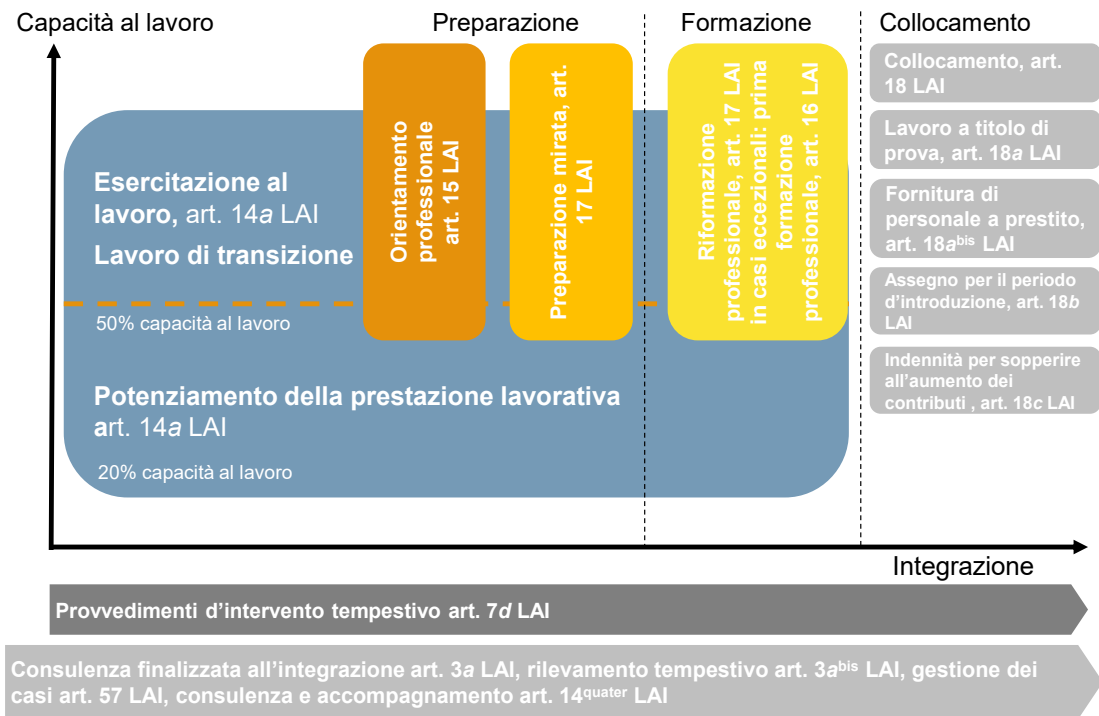 Capacità al lavoro
Preparazione
Formazione
Collocamento
Orientamento
professionale
art. 15 LAI
Preparazione mirata, art.
17 LAI
Riformazione
professionale, art. 17 LAI
in casi eccezionali: prima
formazione
professionale, art. 16 LAI
Collocamento, art.
18 LAI
Lavoro a titolo di
prova, art. 18a LAI
Fornitura di
personale a prestito,
art. 18a^bis LAI
Assegno per il periodo
d’introduzione, art. 18b
LAI
Indennità per sopperire
all’aumento dei
contributi , art. 18c LAI
Esercitazione al
lavoro, art. 14a LAI
Lavoro di transizione
50% capacità al lavoro
Potenziamento della prestazione lavorativa
art. 14a LAI
20% capacità al lavoro
Integrazione
Provvedimenti d’intervento tempestivo art. 7d LAI
Consulenza finalizzata all’integrazione art. 3a LAI, rilevamento tempestivo art. 3a^bis LAI, gestione dei
casi art. 57 LAI, consulenza e accompagnamento art. 14^quater LAI